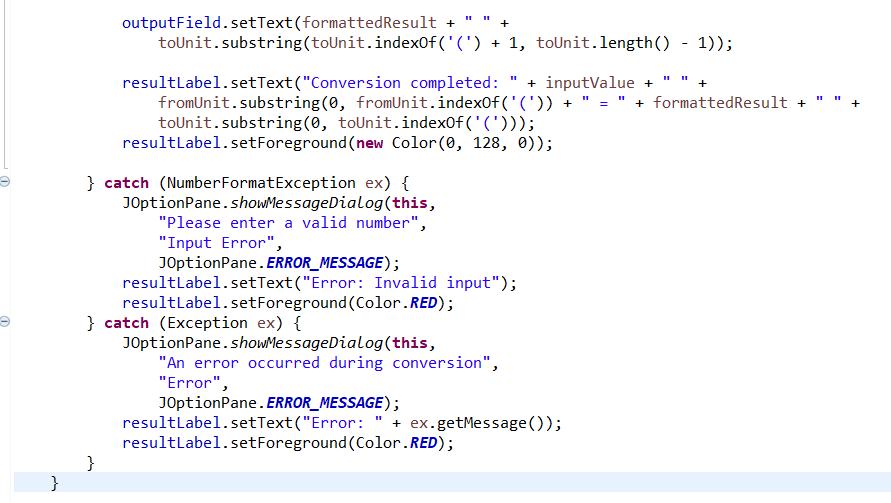 outputField.setText(formattedResult + " " +
toUnit.substring(toUnit.indexOf('(') + 1, toUnit.length() - 1));
resultLabel.setText("Conversion completed: " + inputValue + " " +
fromUnit.substring(0, fromUnit.indexOf('(')) + " = " + formattedResult + " " +
toUnit.substring(0, toUnit.indexOf('(')));
resultLabel.setForeground(new Color(0, 128, 0));
} catch (NumberFormatException ex) {
JOptionPane.showMessageDialog(this,
"Please enter a valid number",
"Input Error",
JOptionPane.ERROR_MESSAGE);
resultLabel.setText("Error: Invalid input");
resultLabel.setForeground(Color.RED);
} catch (Exception ex) {
JOptionPane.showMessageDialog(this,
"An error occurred during conversion",
"Error",
JOptionPane.ERROR_MESSAGE);
resultLabel.setText("Error: " + ex.getMessage());
resultLabel.setForeground(Color.RED);
}
}